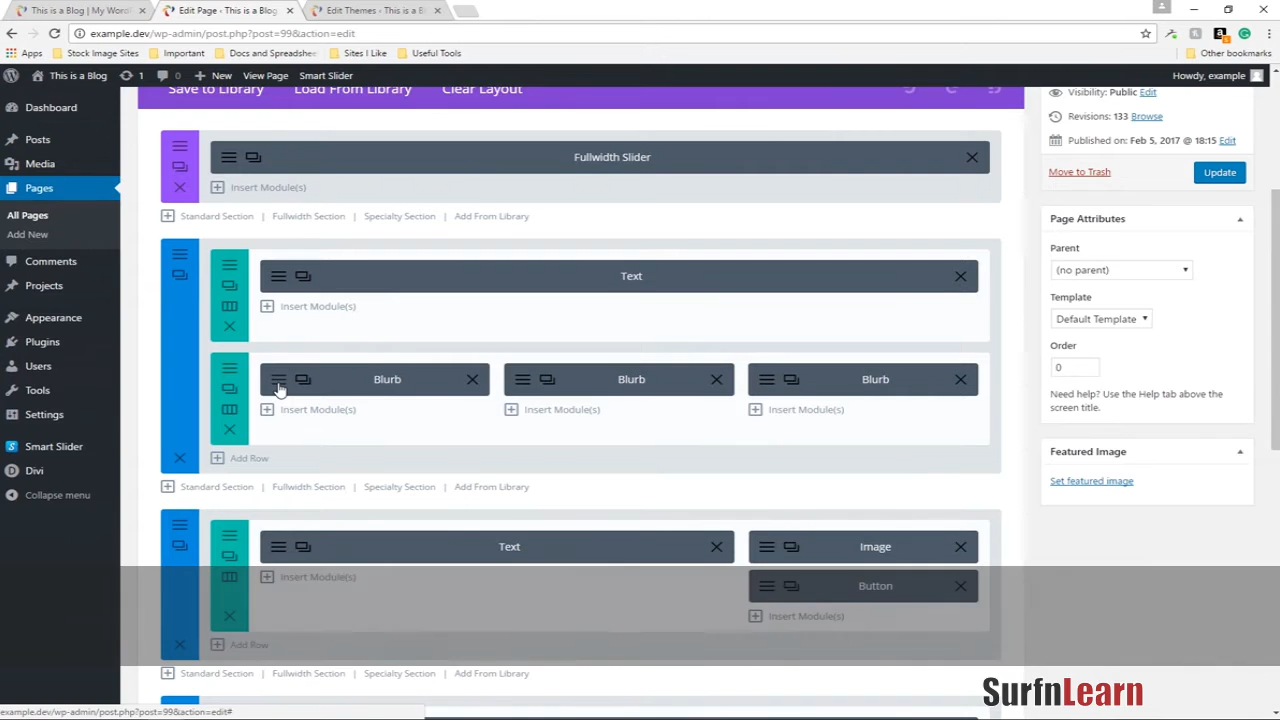 This is a Blog | My WordP
Edit Page ‹ This is a Blog
Edit Themes ‹ This is a B
example.dev/wp-admin/post.php?post=99&action=edit
Apps
Stock Image Sites
Important
Docs and Spreadshee
Sites I Like
Useful Tools
Other bookmarks
This is a Blog
1
0
New
View Page
Smart Slider
Howdy, example
Dashboard
Posts
Media
Pages
All Pages
Add New
Comments
Projects
Appearance
Plugins
Users
Tools
Settings
Smart Slider
Divi
Collapse menu
Save to Library
Load From Library
Clear Layout
Fullwidth Slider
Insert Module(s)
Standard Section | Fullwidth Section | Specialty Section | Add From Library
Text
Insert Module(s)
Blurb
Blurb
Blurb
Insert Module(s)
Insert Module(s)
Insert Module(s)
Add Row
Standard Section | Fullwidth Section | Specialty Section | Add From Library
Text
Image
Insert Module(s)
Button
Insert Module(s)
Add Row
Standard Section | Fullwidth Section | Specialty Section | Add From Library
Visibility: Public Edit
Revisions: 133 Browse
Published on: Feb 5, 2017 @ 18:15 Edit
Move to Trash
Update
Page Attributes
Parent
(no parent)
Template
Default Template
Order
0
Need help? Use the Help tab above the
screen title.
Featured Image
Set featured image
SurfnLearn
example.dev/wp-admin/post.php?post=99&action=edit#